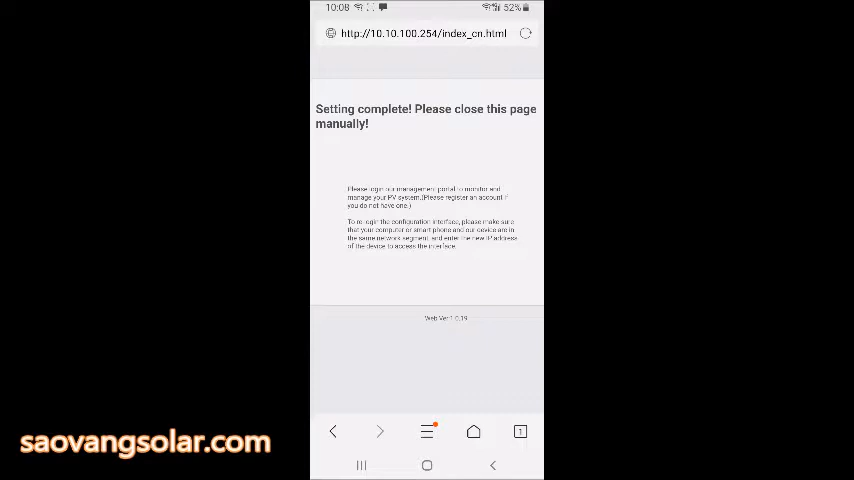 10:08
52%
http://10.10.100.254/index_cn.html
Setting complete! Please close this page
manually!
Please login our management portal to monitor and
manage your PV system.(Please register an account if
you do not have one.)
To re-login the configuration interface, please make sure
that your computer or smart phone and our device are in
the same network segment, and enter the new IP address
of the device to access the interface.
Web Ver:1.0.19
1
saovangsolar.com